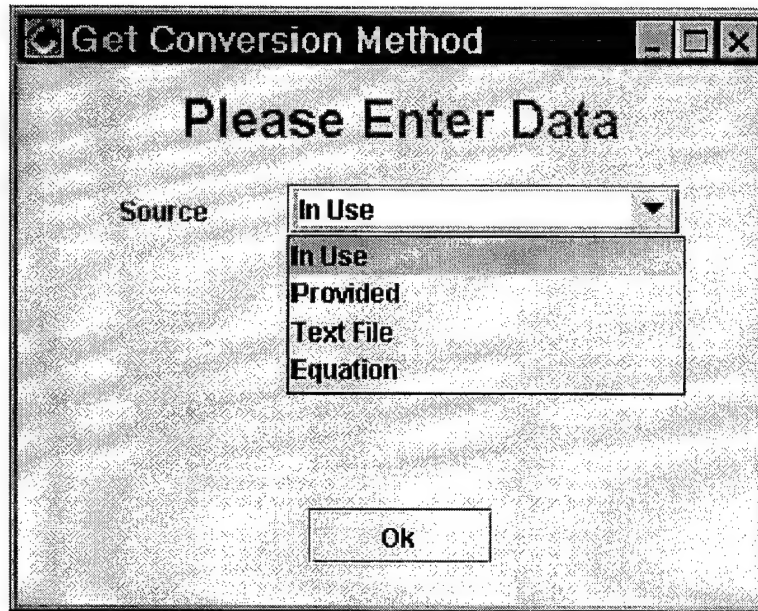 Get Conversion Method
Please Enter Data
Source In Use
In Use
Provided
Text File
Equation
Ok